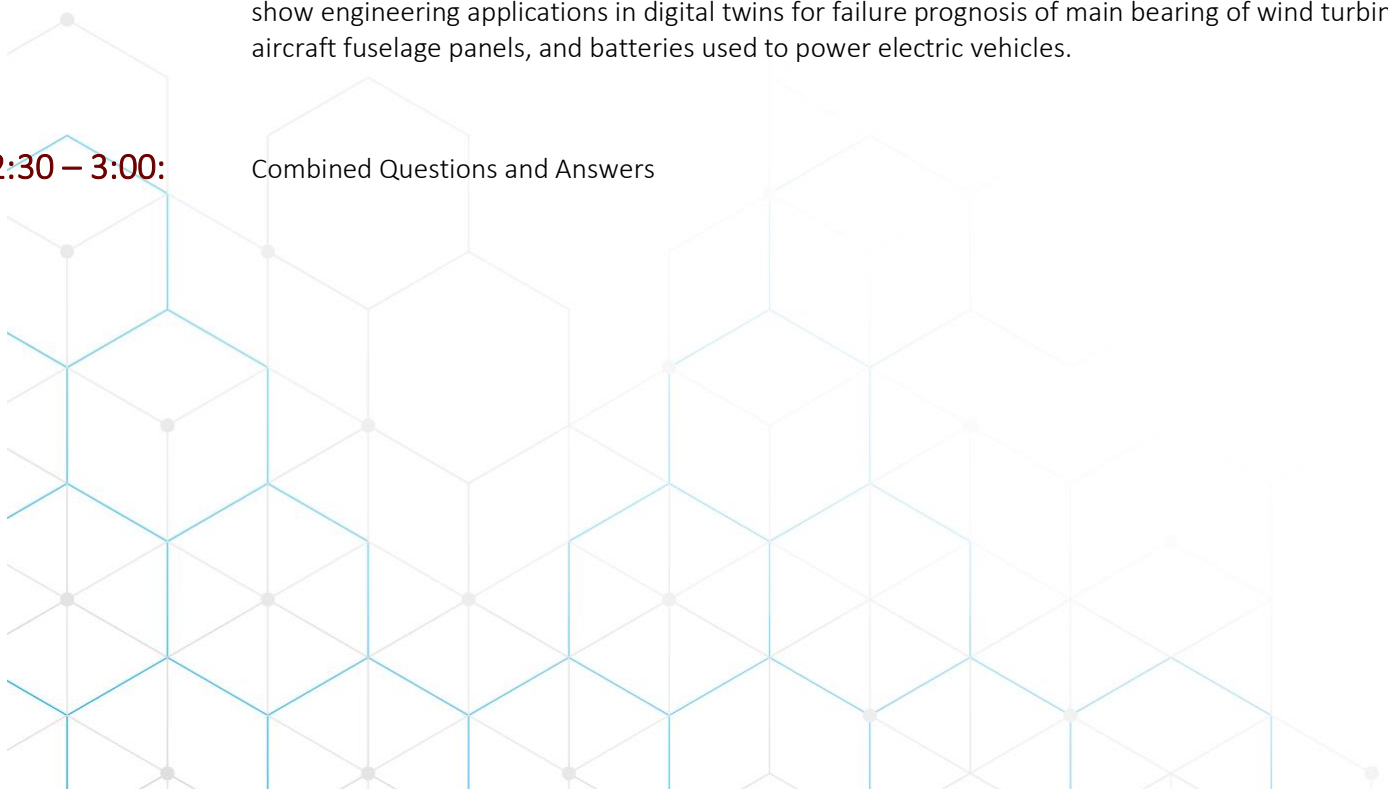 show engineering applications in digital twins for failure prognosis of main bearing of wind
aircraft fuselage panels, and batteries used to power electric vehicles.
2:30 – 3:00: Combined Questions and Answers